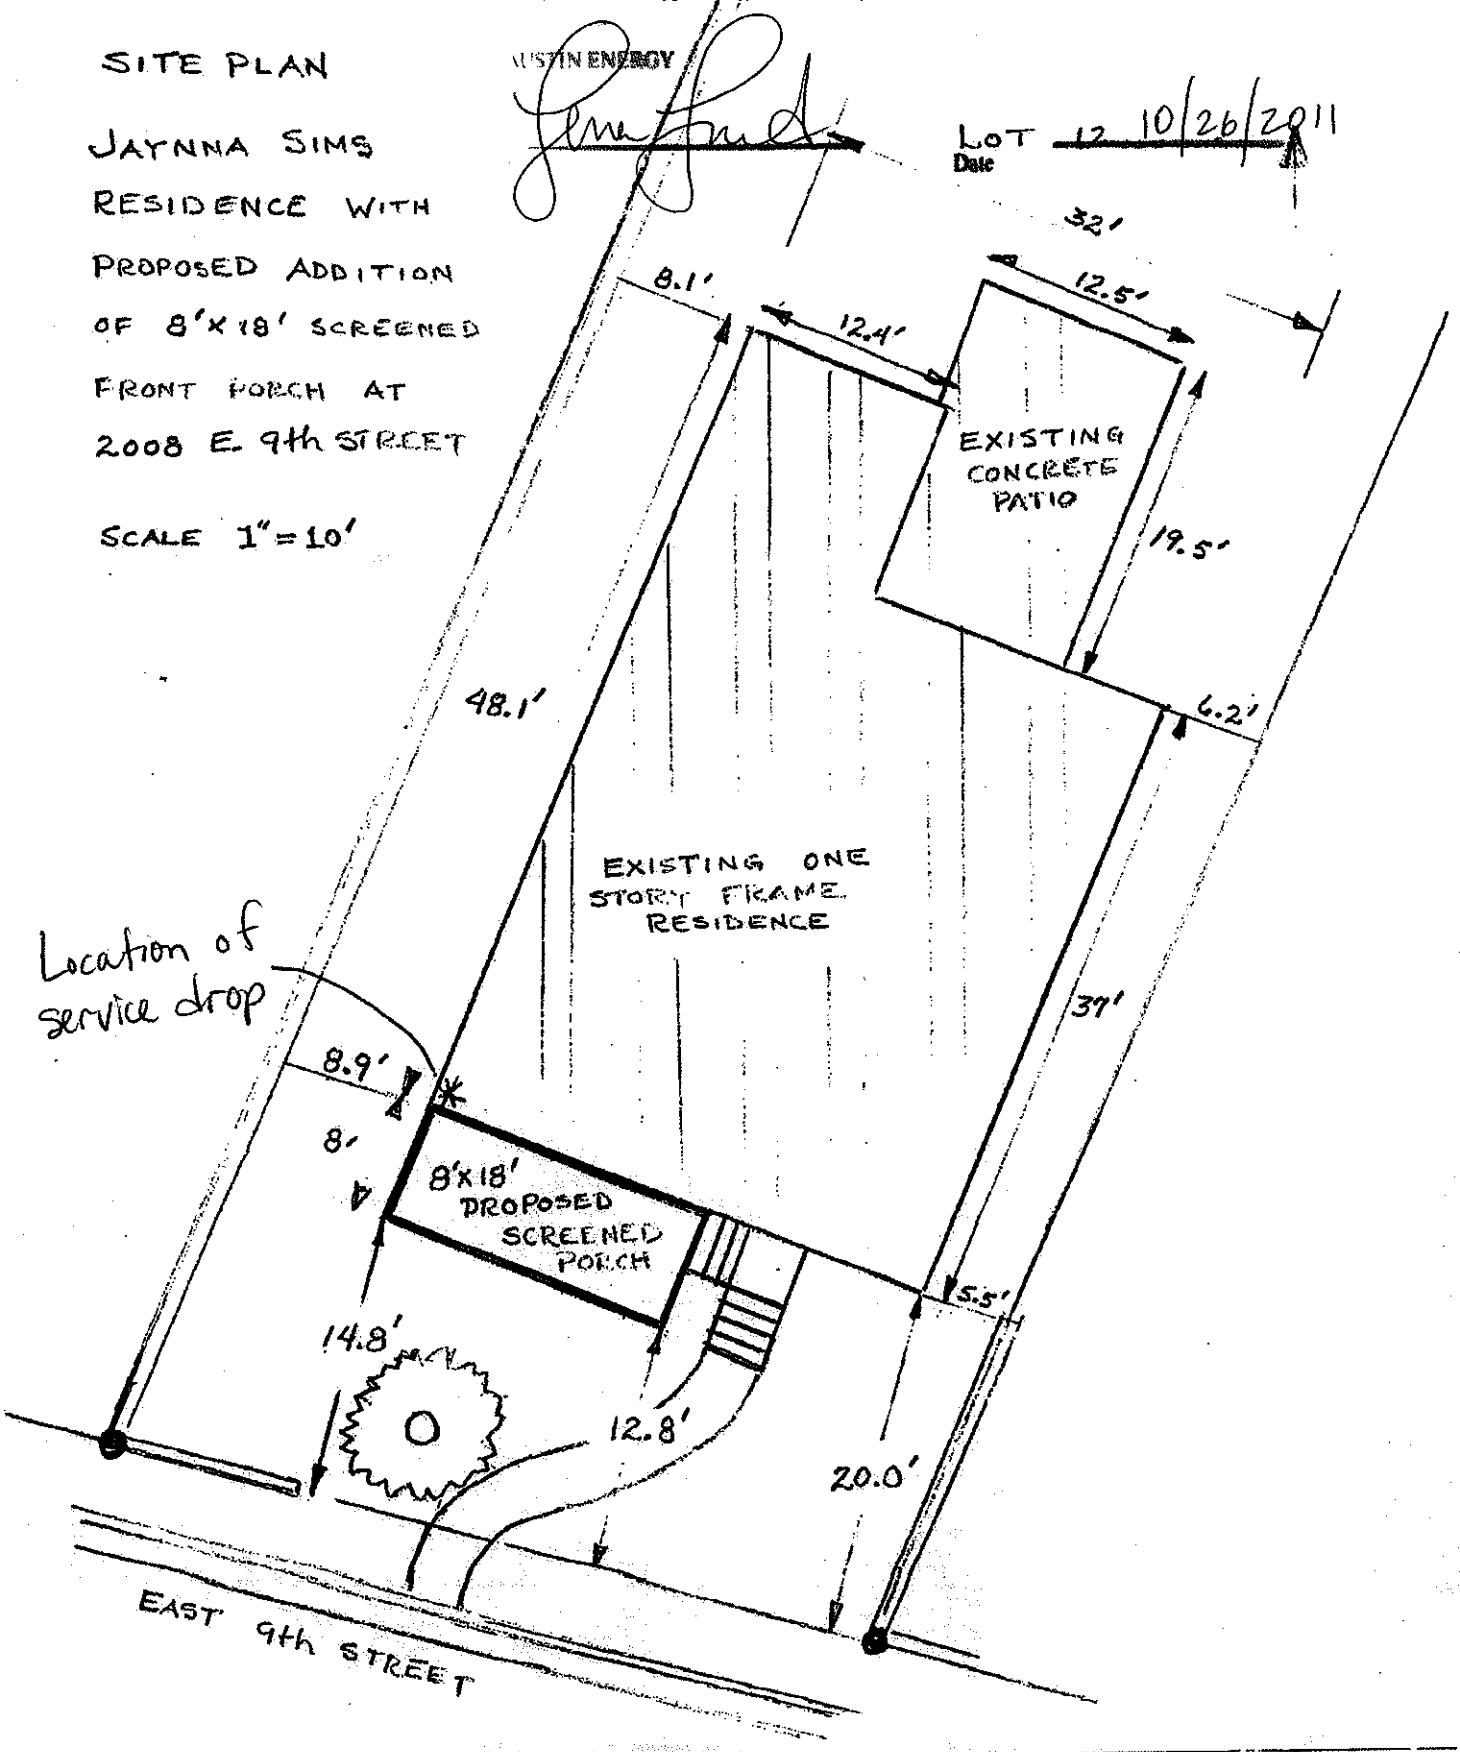 SITE PLAN
JAYNNA SIMS
RESIDENCE WITH
PROPOSED ADDITION
OF 8'X18' SCREENED
FRONT PORCH AT
2008 E. 9th STREET
SCALE 1"=10'
AUSTIN ENERGY
LOT 12 10/26/2011
Date
32'
8.1'
12.4'
12.5'
EXISTING
CONCRETE
PATIO
19.5'
48.1'
6.2'
EXISTING ONE
STORY FRAME
RESIDENCE
Location of
service drop
37'
8.9'
8'
8'X18'
PROPOSED
SCREENED
PORCH
5.5'
14.8'
12.8'
20.0'
EAST 9th STREET